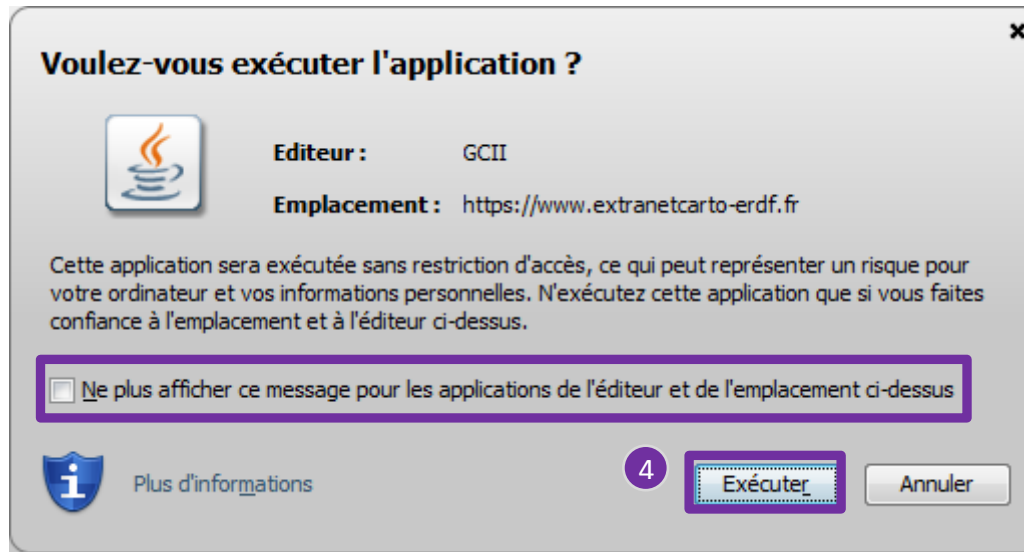 Voulez-vous exécuter l'application ?
Editeur : GCII
Emplacement : https://www.extranetcarto-erdf.fr
Cette application sera exécutée sans restriction d'accès, ce qui peut représenter un risque pour
votre ordinateur et vos informations personnelles. N'exécutez cette application que si vous faites
confiance à l'emplacement et à l'éditeur ci-dessus.
Ne plus afficher ce message pour les applications de l'éditeur et de l'emplacement ci-dessus
Plus d'informations
4
Exécuter
Annuler